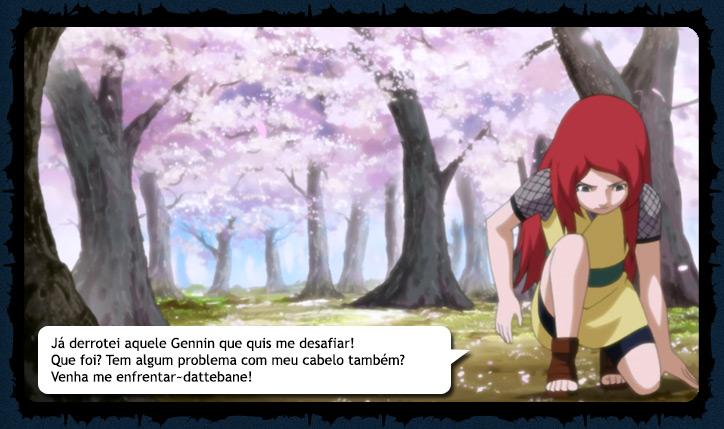 Já derrotei aquele Gennin que quis me desafiar!
Que foi? Tem algum problema com meu cabelo também?
Venha me enfrentar~dattebane!